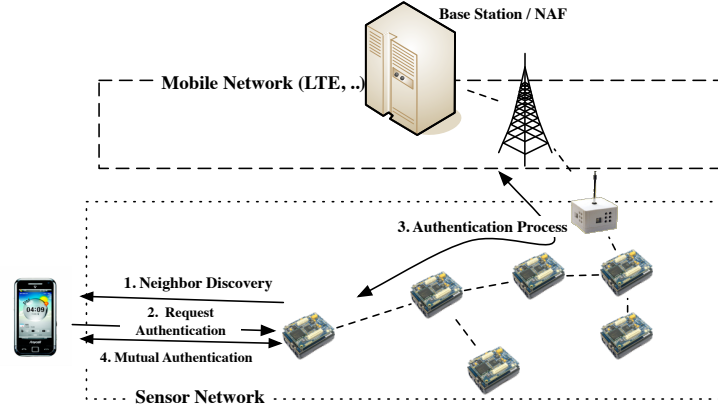 Base Station / NAF
Mobile Network (LTE, ..)
3. Authentication Process
1. Neighbor Discovery
04:09
2. Request
Authentication
4. Mutual Authentication
Sensor Network